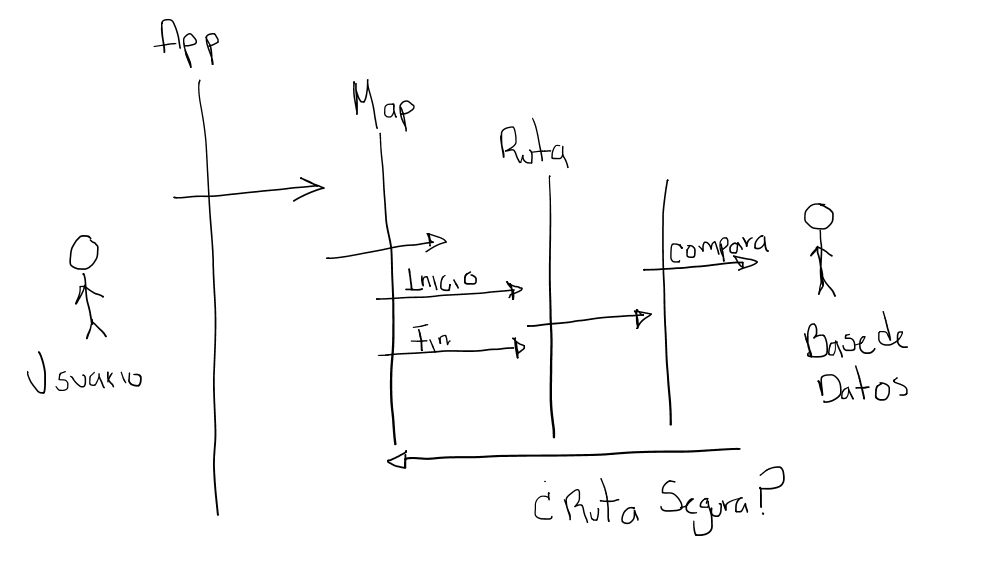 App
Map
Ruta
compara
Inicio
Fin
Usuario
Base de
Datos
¿Ruta Segura?